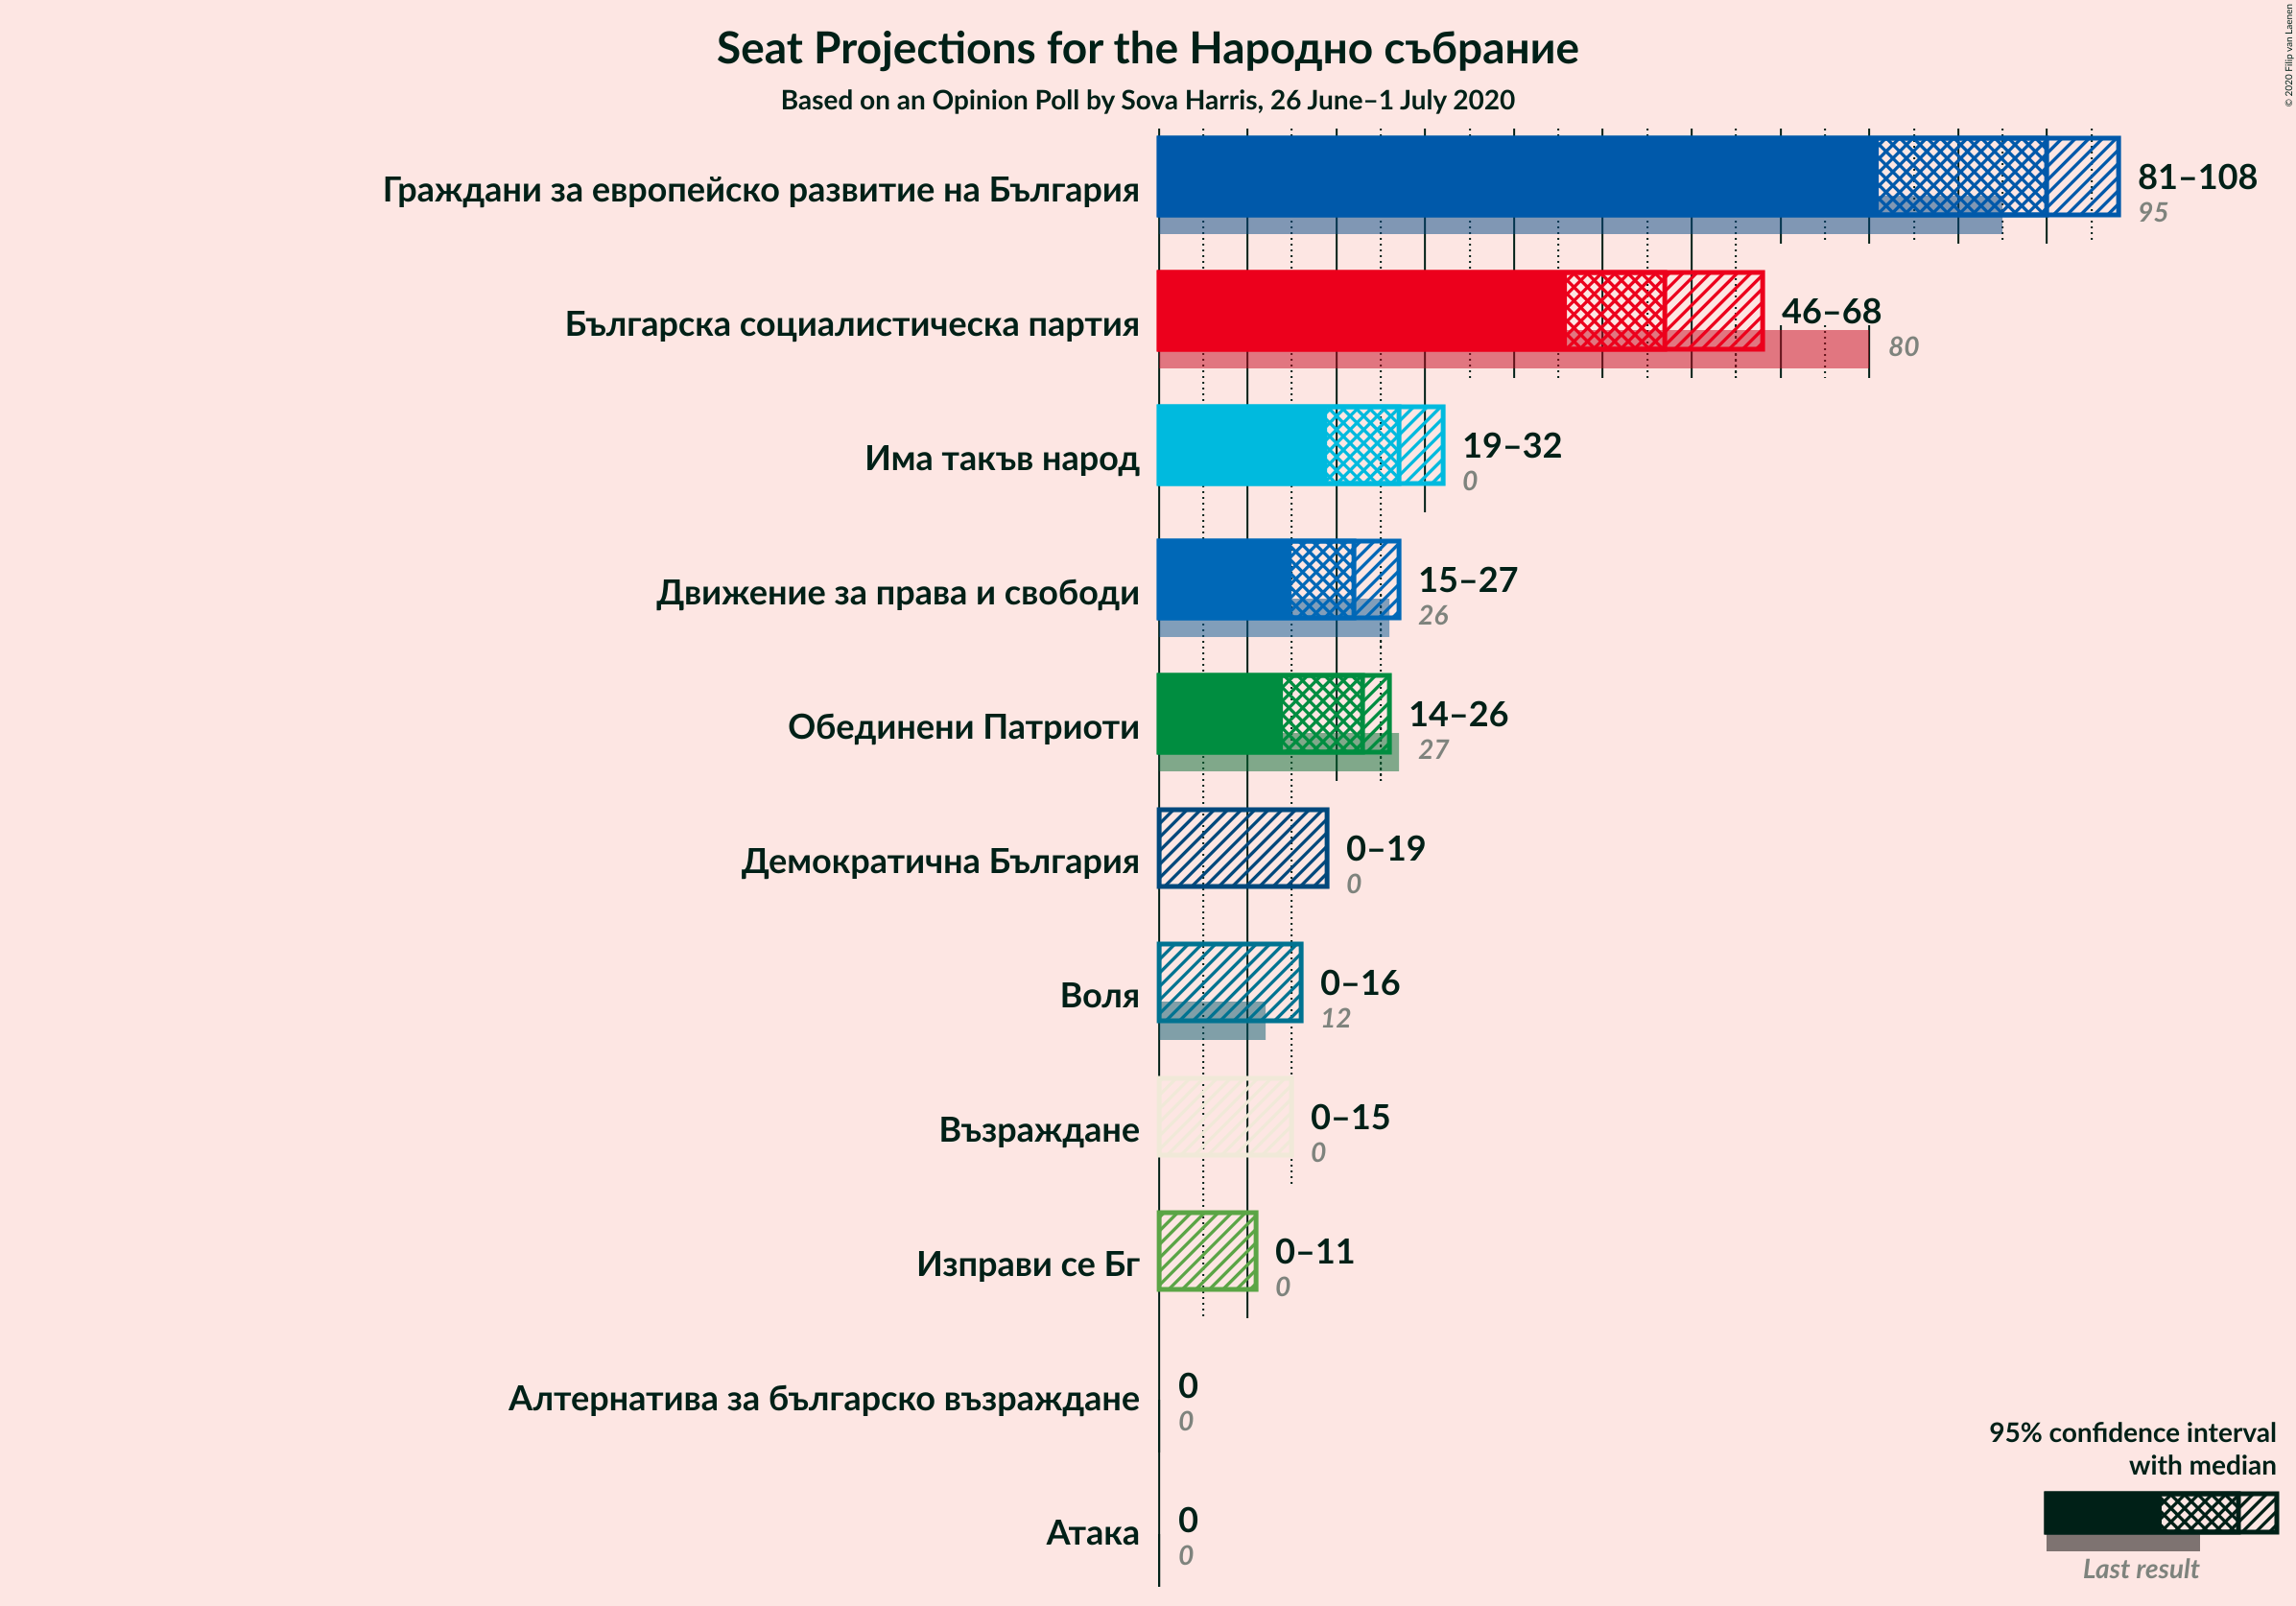 Seat Projections for the Народно събрание
Based on an Opinion Poll by Sova Harris, 26 June–1 July 2020
© 2020 Filip van Laenen
Граждани за европейско развитие на България
81–108
95
Българска социалистическа партия
46–68
80
Има такъв народ
19–32
0
Движение за права и свободи
15–27
26
Обединени Патриоти
14–26
27
Демократична България
0–19
0
Воля
0–16
12
Възраждане
0–15
0
Изправи се Бг
0–11
0
Алтернатива за българско възраждане
0
0
Атака
0
0
95% confidence interval
with median
Last result